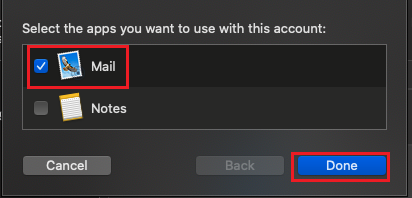 Select the apps you want to use with this account:
Mail
Notes
Cancel
Back
Done